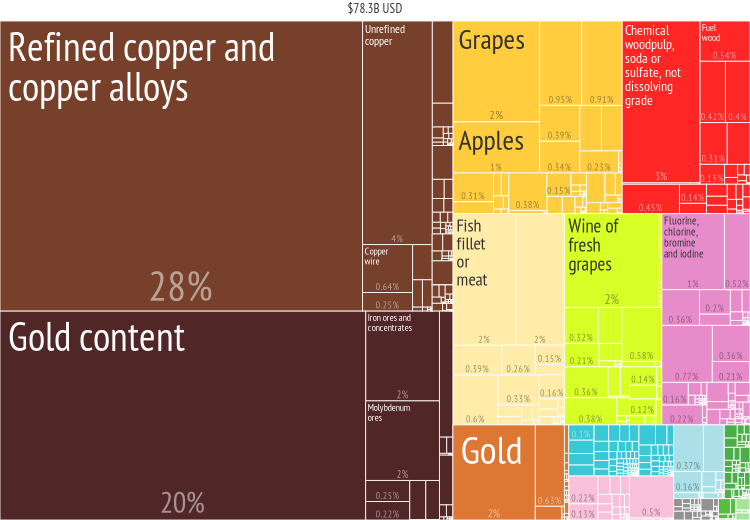 $78.3B USD
Refined copper and
copper alloys
28%
Unrefined
copper
4%
Copper
wire
0.64%
0.25%
Gold content
20%
Iron ores and
concentrates
2%
Molybdenum
ores
2%
0.25%
0.22%
Grapes
2%
0.95%
0.91%
0.39%
0.34%
0.23%
Apples
1%
0.31%
0.38%
0.15%
Chemical
woodpulp,
soda or
sulfate, not
dissolving
grade
3%
Fuel
wood
0.54%
0.42%
0.4%
0.31%
0.13%
0.45%
0.14%
Fish
fillet
or
meat
2%
2%
0.39%
0.26%
0.15%
0.6%
0.33%
0.16%
Wine of
fresh
grapes
2%
0.32%
0.21%
0.58%
0.36%
0.14%
0.38%
0.12%
Fluorine,
chlorine,
bromine
and iodine
1%
0.52%
0.36%
0.2%
0.77%
0.36%
0.21%
0.16%
0.22%
Gold
2%
0.63%
0.1%
0.22%
0.13%
0.5%
0.37%
0.16%